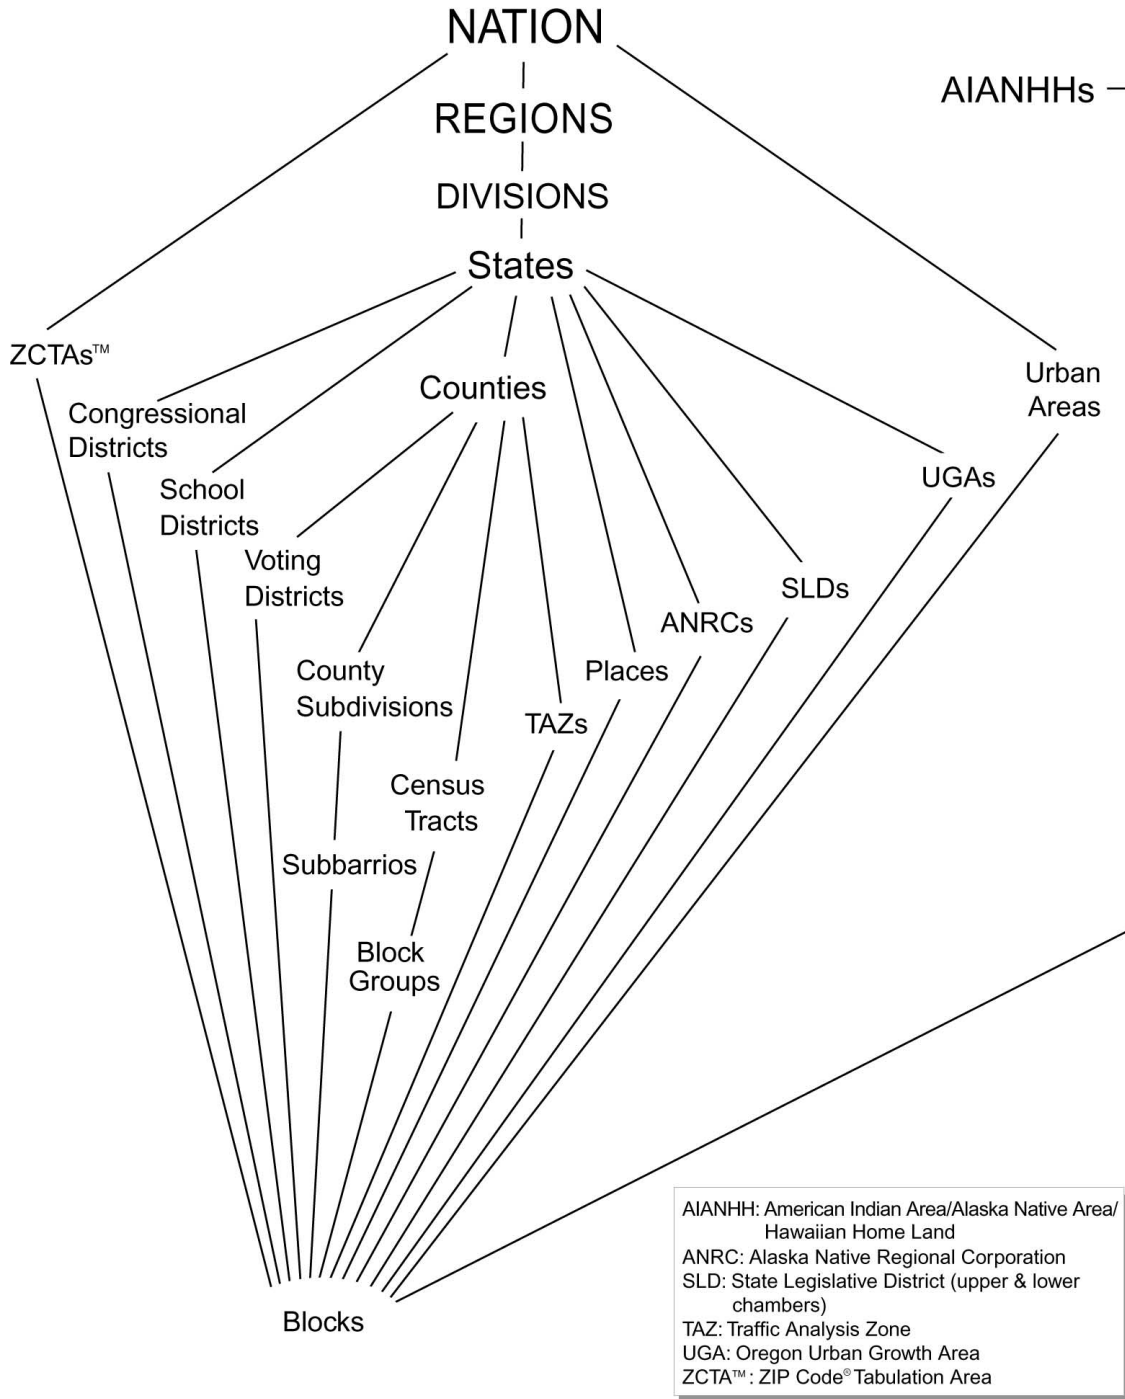 NATION
AIANHHs
REGIONS
DIVISIONS
States
ZCTAs™
Counties
Urban
Areas
Congressional
Districts
UGAs
School
Districts
Voting
Districts
SLDs
ANRCs
County
Subdivisions
Places
TAZs
Census
Tracts
Subbarrios
Block
Groups
Blocks
AIANHH: American Indian Area/Alaska Native Area/
Hawaiian Home Land
ANRC: Alaska Native Regional Corporation
SLD: State Legislative District (upper & lower
chambers)
TAZ: Traffic Analysis Zone
UGA: Oregon Urban Growth Area
ZCTA™: ZIP Code® Tabulation Area